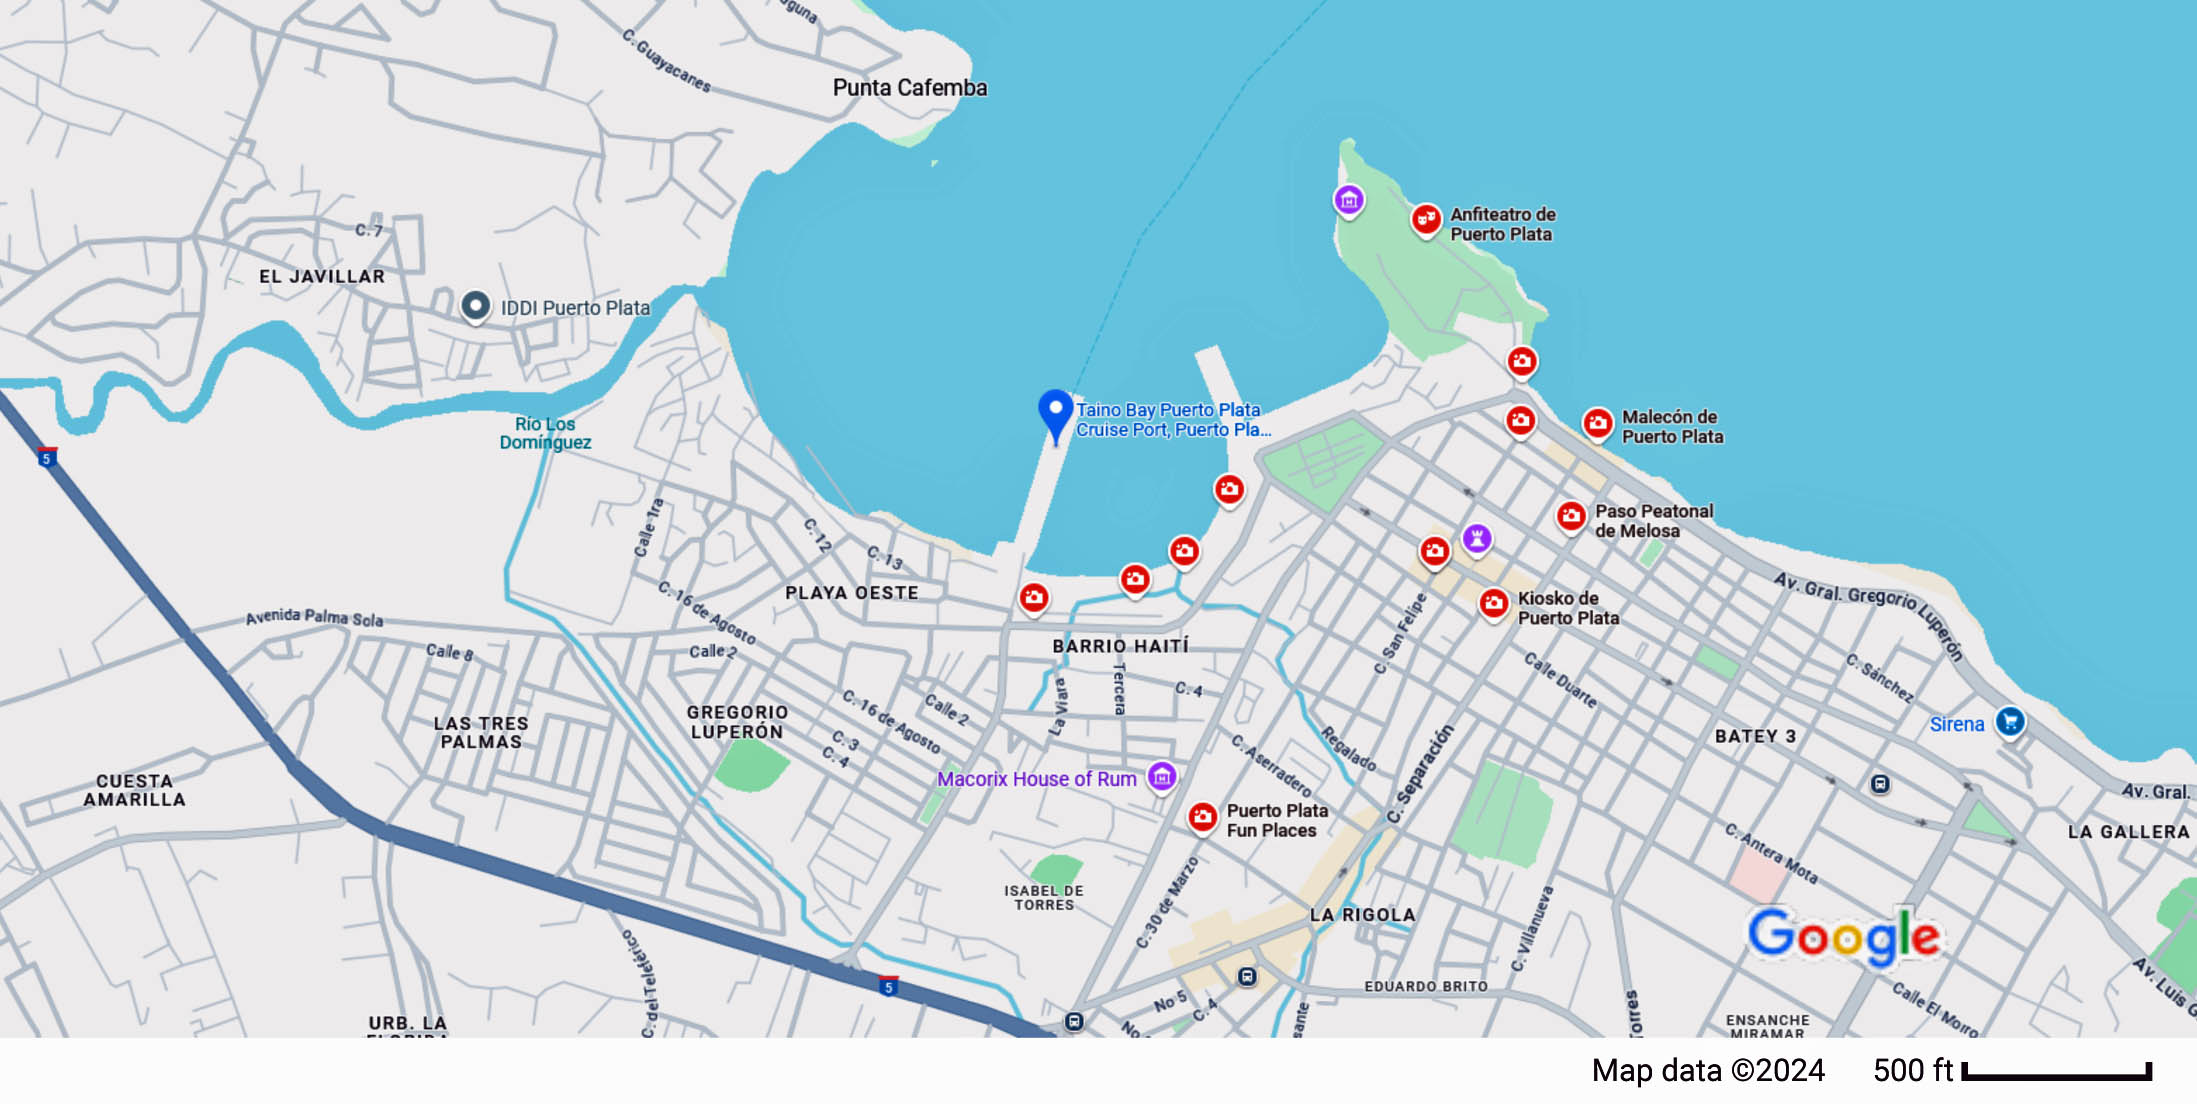 C. Guayacanes
Punta Cafemba
C. 7
EL JAVILLAR
IDDI Puerto Plata
Anfiteatro de
Puerto Plata
Río Los
Domínguez
5
Taino Bay Puerto Plata
Cruise Port, Puerto Pla...
Malecón de
Puerto Plata
Paso Peatonal
de Melosa
Calle 1ra
C. 12
C. 13
PLAYA OESTE
C. 16 de Agosto
Avenida Palma Sola
Calle 8
Calle 2
BARRIO HAITÍ
Kiosko de
Puerto Plata
C. San Felipe
Av. Gral. Gregorio Luperón
Calle Duarte
C. Sánchez
Tercera
C. 4
La Viara
LAS TRES
PALMAS
GREGORIO
LUPERÓN
C. 16 de Agosto
Calle 2
C. 3
C. 4
Regalado
C. Aserradero
C. Separación
Sirena
BATEY 3
CUESTA
AMARILLA
Macorix House of Rum
Puerto Plata
Fun Places
Av. Gral.
LA GALLERA
C. Antera Mota
ISABEL DE
TORRES
C. 30 de Marzo
LA RIGOLA
C. Villanueva
Google
C. del Teleférico
5
EDUARDO BRITO
No 5
C. 4
Av. Luis G
Calle El Morro
URB. LA
FLORIDA
ENSANCHE
MIRAMAR
Torres
Map data ©2024
500 ft